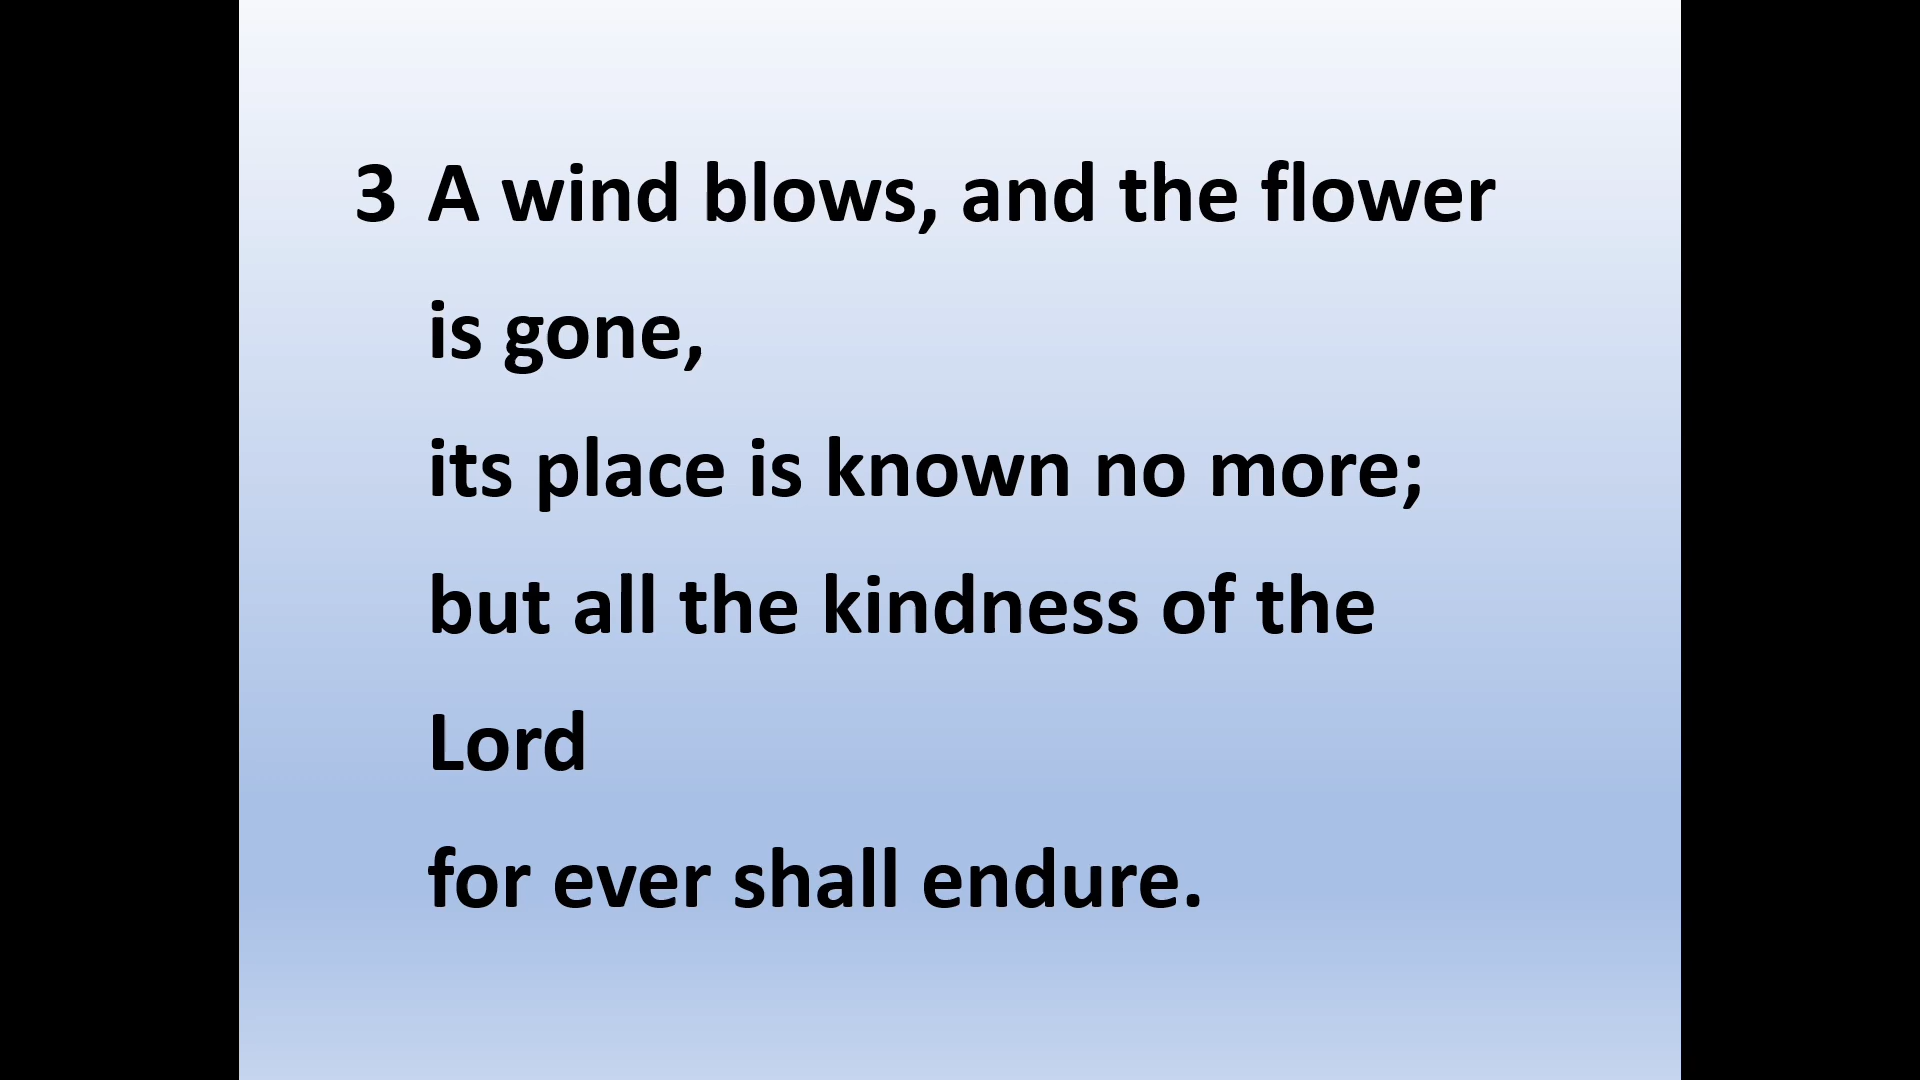 3 A wind blows, and the flower
is gone,
its place is known no more;
but all the kindness of the
Lord
for ever shall endure.